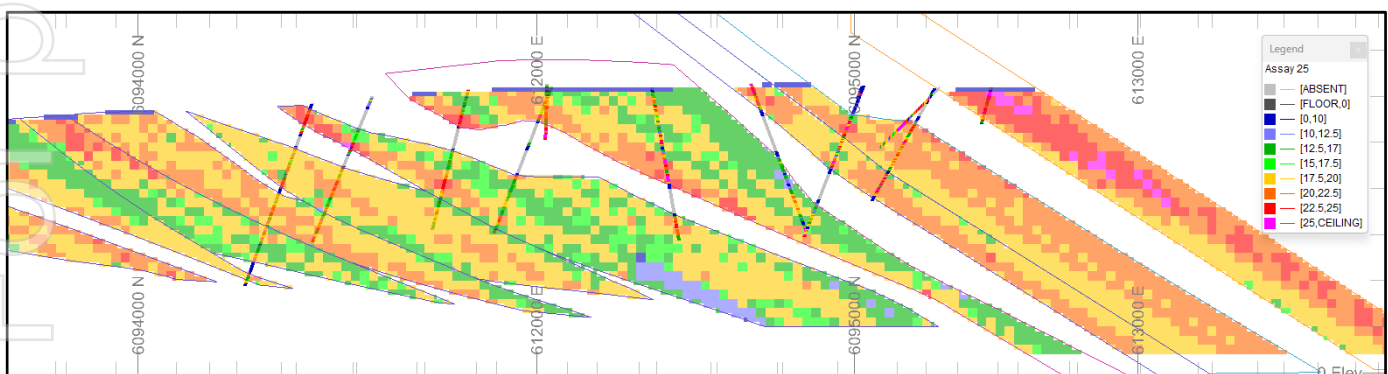 6094000 N
612000 E
6095000 N
613000 E
Legend
Assay 25
[ABSENT]
[FLOOR,0]
[0,10]
[10,12.5]
[12.5,17]
[15,17.5]
[17.5,20]
[20,22.5]
[22.5,25]
[25,CEILING]
6094000 N
612000 E
6095000 N
613000 E
0 Elev